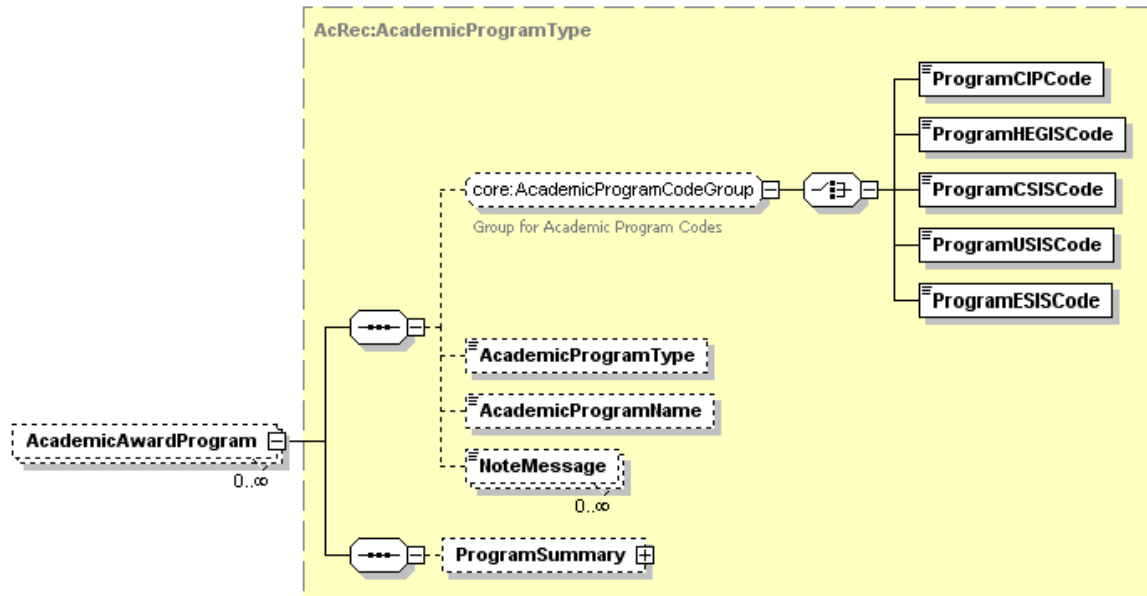 AcRec:AcademicProgramType
ProgramCIPCode
ProgramHEGISCode
core:AcademicProgramCodeGroup
ProgramCSISCode
Group for Academic Program Codes
ProgramUSISCode
ProgramESISCode
AcademicProgramType
AcademicProgramName
AcademicAwardProgram
0..∞
NoteMessage
0..∞
ProgramSummary